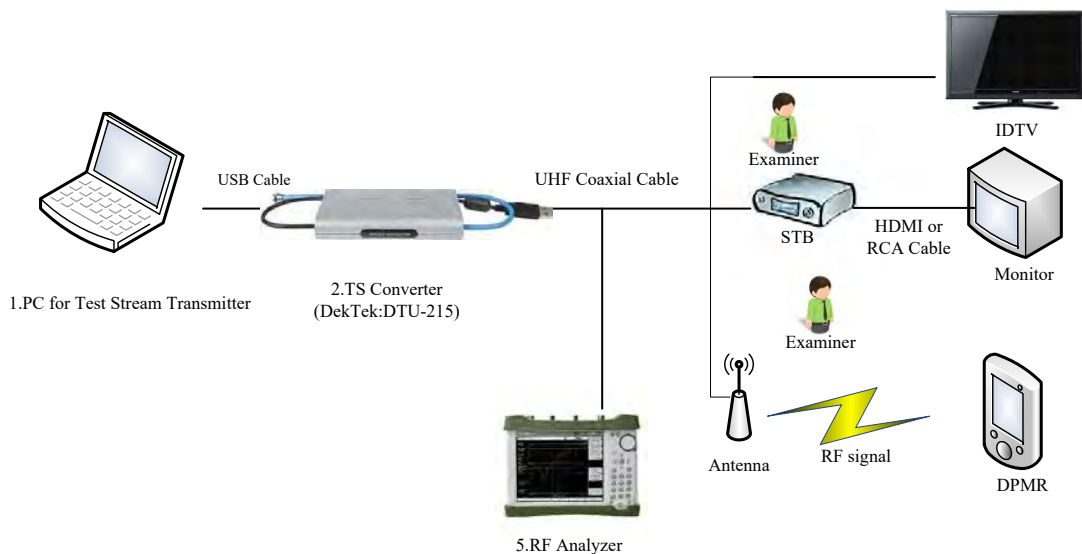 IDTV
Examiner
USB Cable
UHF Coaxial Cable
STB
HDMI or
RCA Cable
Monitor
1.PC for Test Stream Transmitter
2.TS Converter
(DekTek:DTU-215)
Examiner
Antenna
RF signal
DPMR
5.RF Analyzer